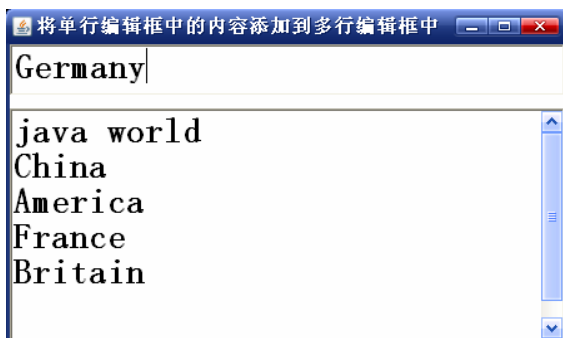 将单行编辑框中的内容添加到多行编辑框中
Germany
java world
China
America
France
Britain